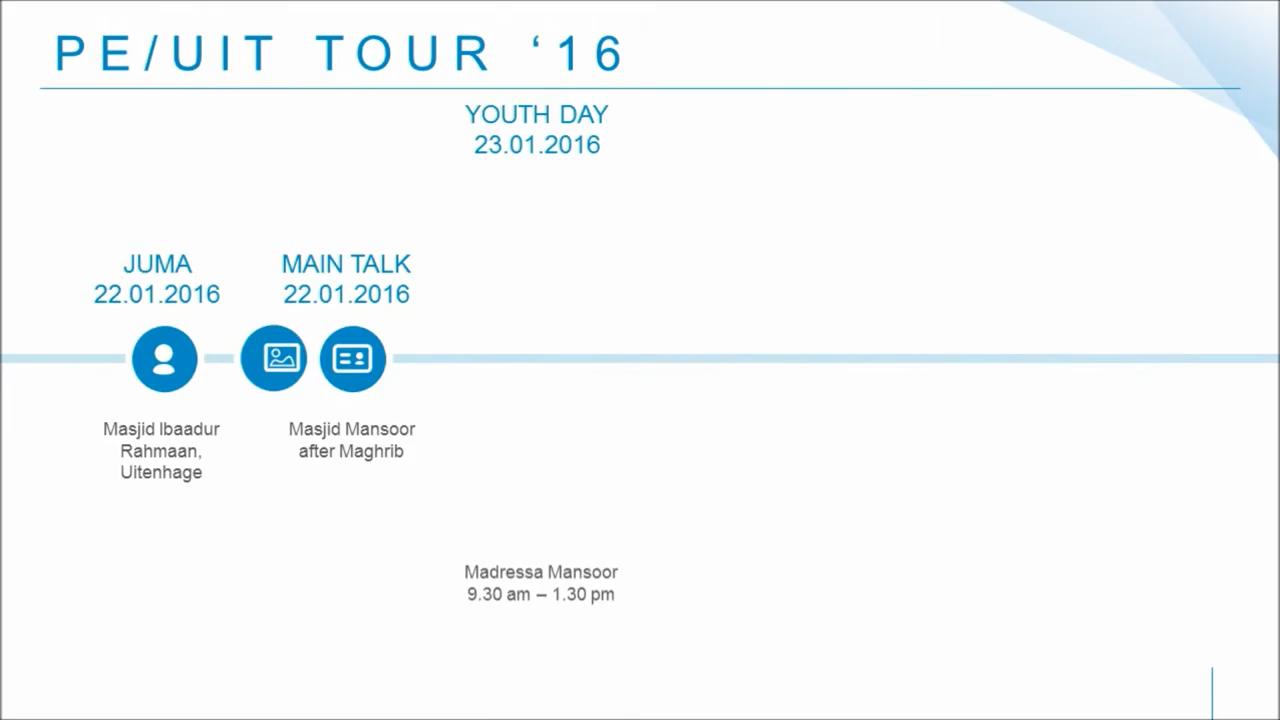 PE/UIT TOUR ‘16
YOUTH DAY
23.01.2016
JUMA
22.01.2016
MAIN TALK
22.01.2016
Masjid Ibaadur
Rahmaan,
Uitenhage
Masjid Mansoor
after Maghrib
Madressa Mansoor
9.30 am – 1.30 pm